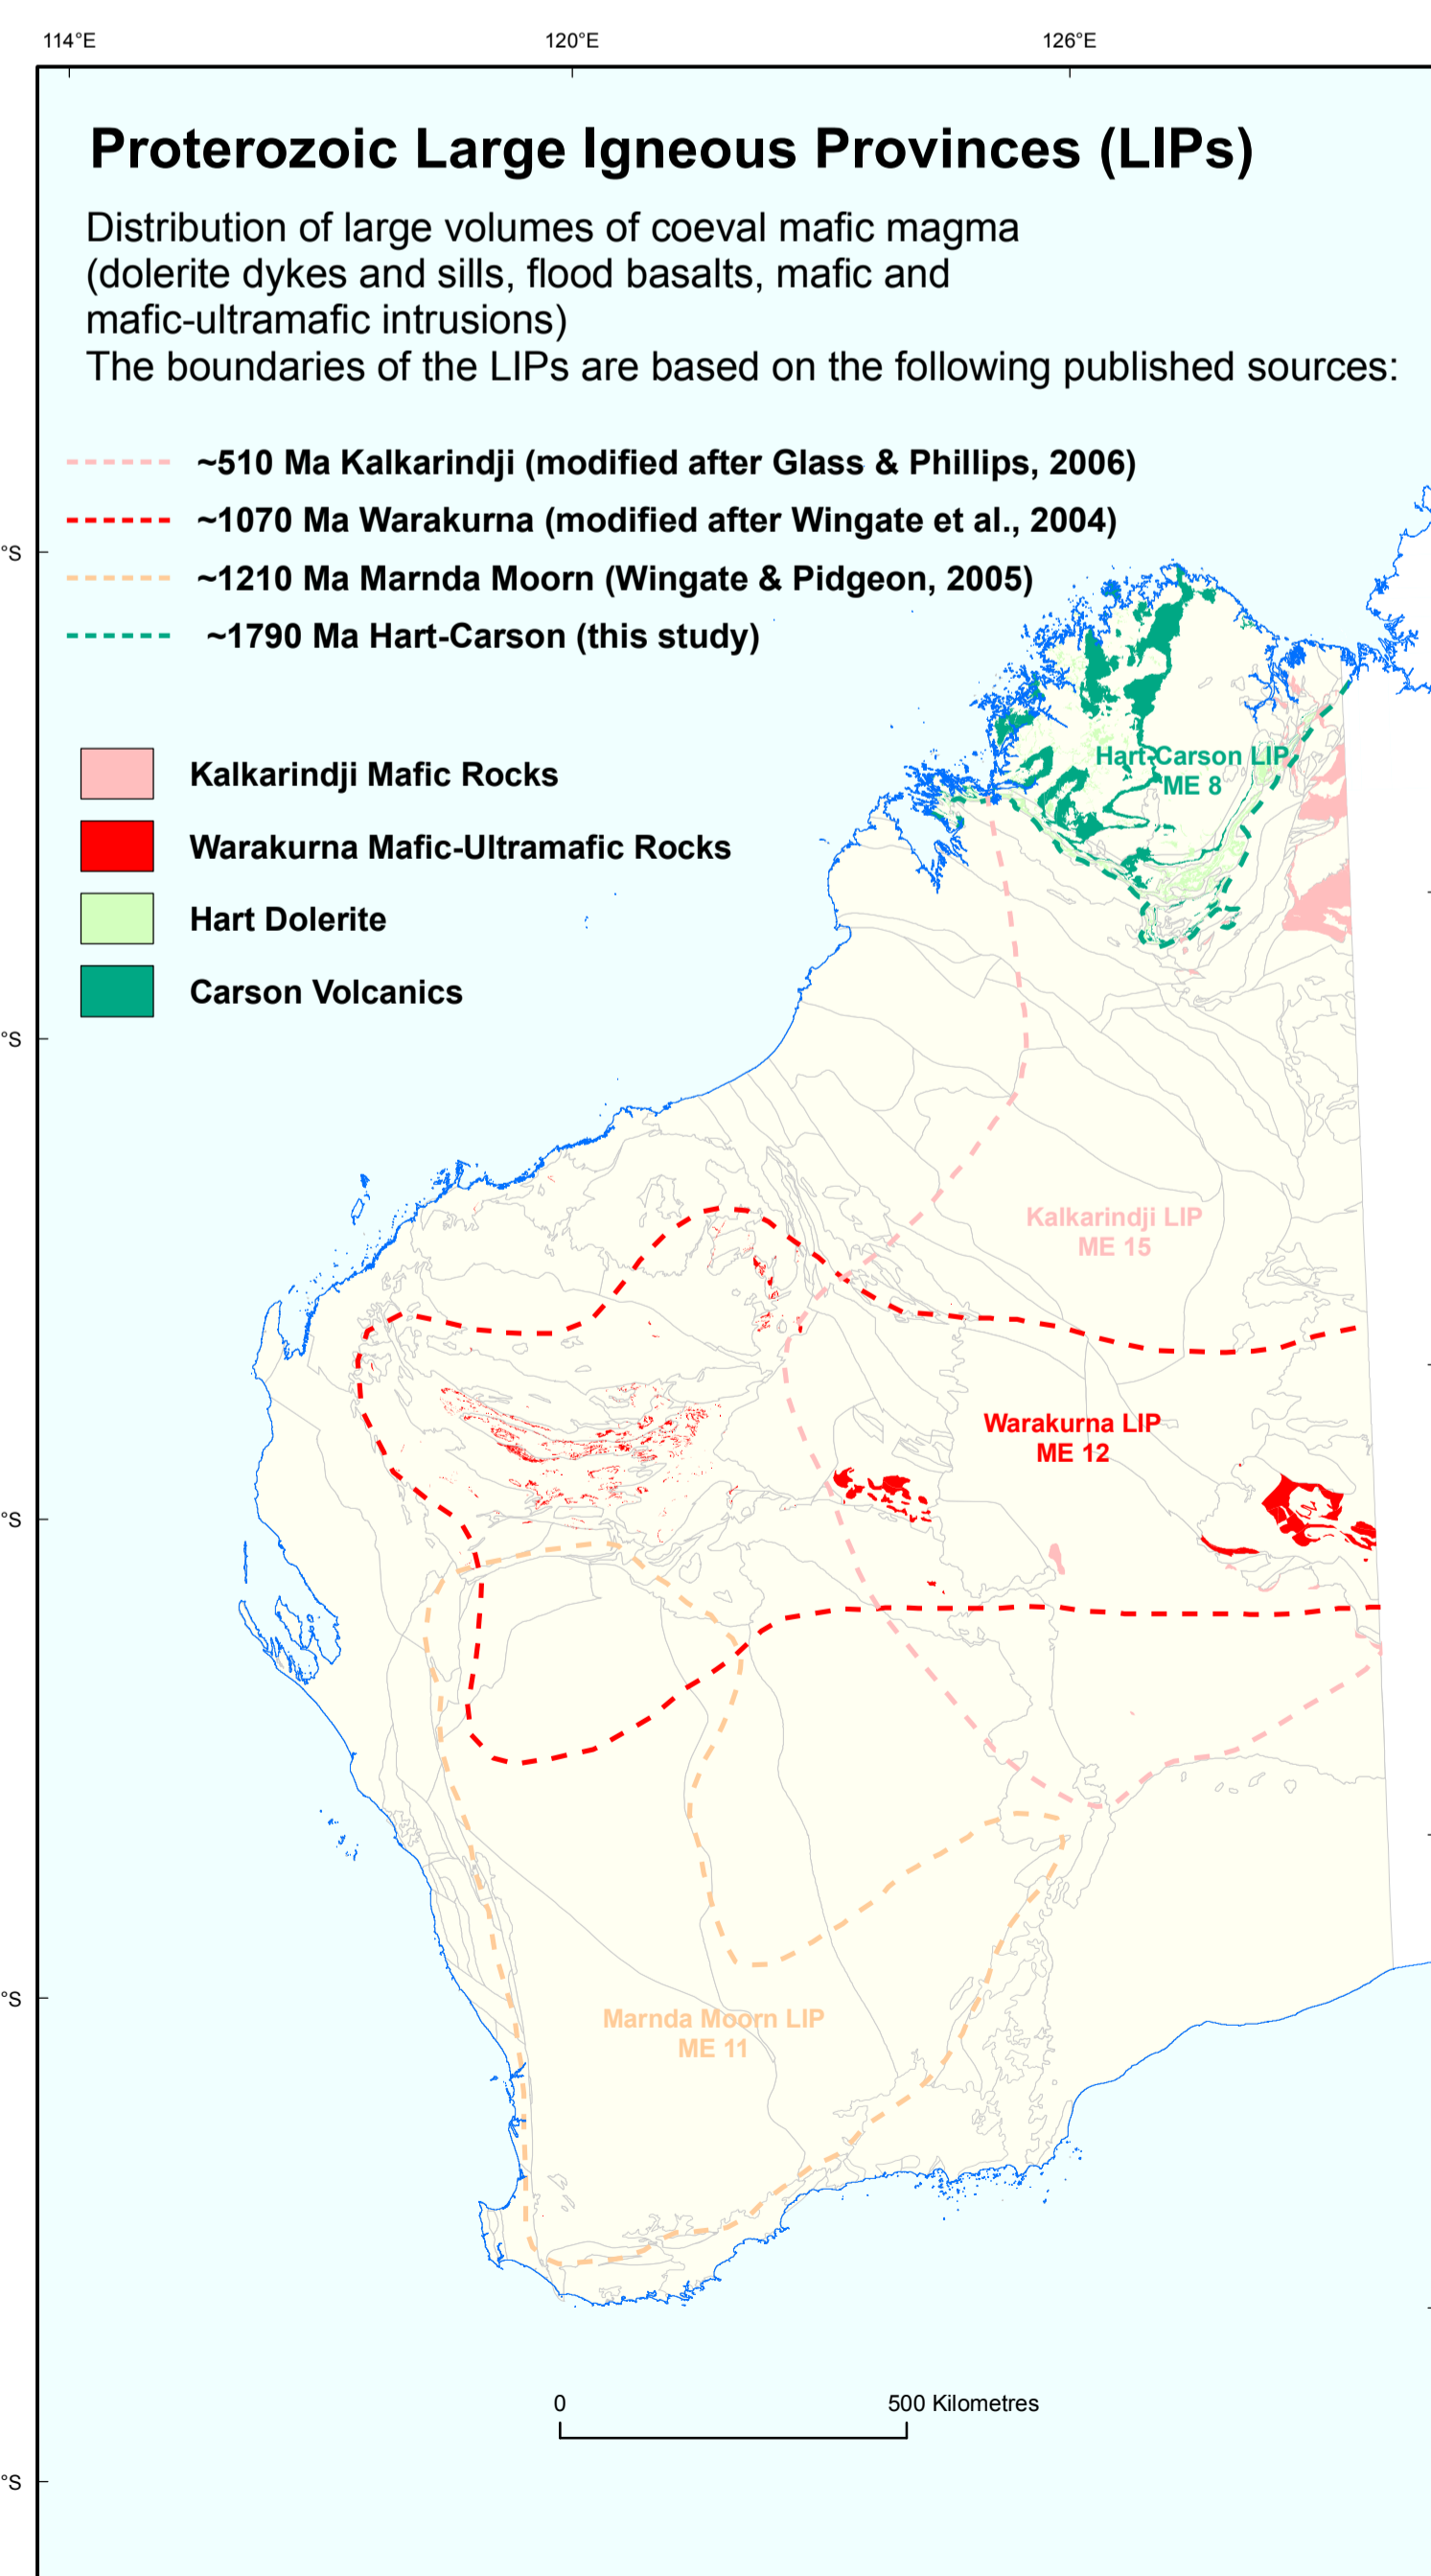 114°E
120°E
126°E
Proterozoic Large Igneous Provinces (LIPs)
Distribution of large volumes of coeval mafic magma
(dolerite dykes and sills, flood basalts, mafic and
mafic-ultramafic intrusions)
The boundaries of the LIPs are based on the following published sources:
~510 Ma Kalkarindji (modified after Glass & Phillips, 2006)
~1070 Ma Warakurna (modified after Wingate et al., 2004)
°S
~1210 Ma Marnda Moorn (Wingate & Pidgeon, 2005)
~1790 Ma Hart-Carson (this study)
Kalkarindji Mafic Rocks
Warakurna Mafic-Ultramafic Rocks
Hart Dolerite
Carson Volcanics
Hart-Carson LIP
ME 8
°S
Kalkarindji LIP
ME 15
Warakurna LIP
ME 12
°S
°S
Marnda Moorn LIP
ME 11
0
500 Kilometres
°S